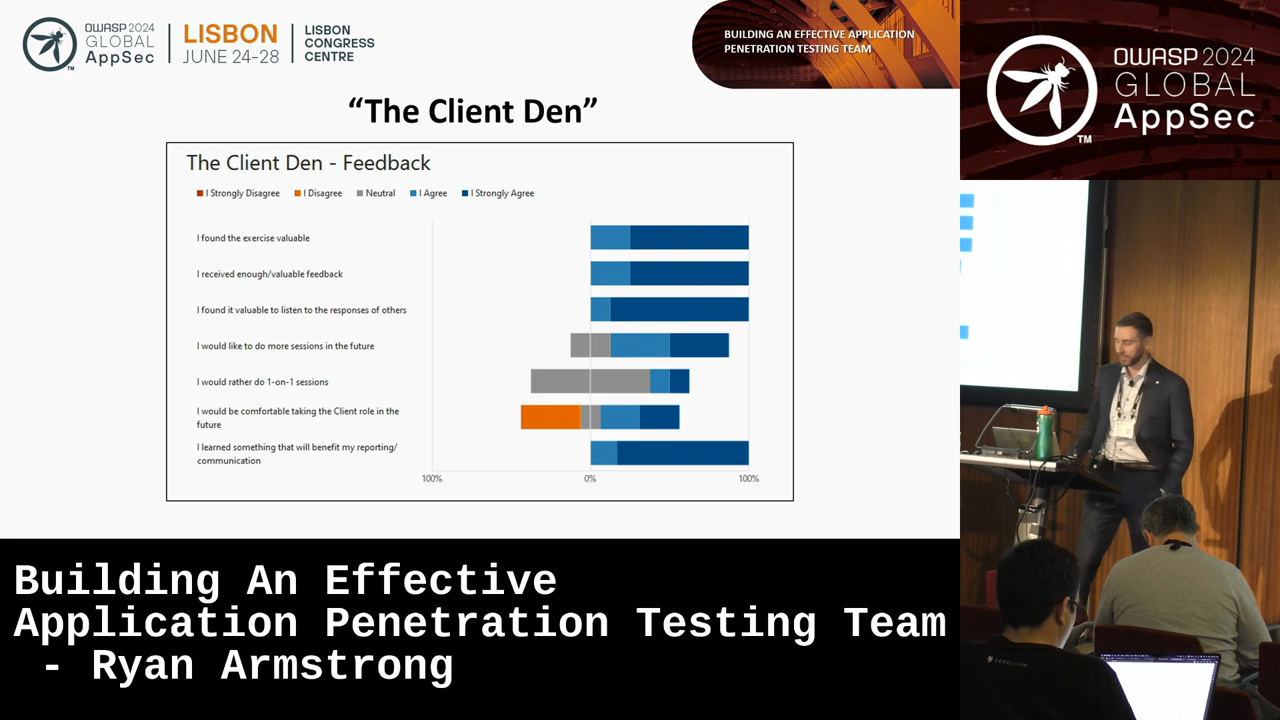 OWASP 2024
GLOBAL
AppSec
TM
LISBON
JUNE 24-28
LISBON
CONGRESS
CENTRE
BUILDING AN EFFECTIVE APPLICATION
PENETRATION TESTING TEAM
OWASP 2024
GLOBAL
AppSec
TM
“The Client Den”
The Client Den - Feedback
I Strongly Disagree I Disagree Neutral I Agree I Strongly Agree
I found the exercise valuable
I received enough/valuable feedback
I found it valuable to listen to the responses of others
I would like to do more sessions in the future
I would rather do 1-on-1 sessions
I would be comfortable taking the Client role in the
future
I learned something that will benefit my reporting/
communication
100% 0% 100%
Building An Effective
Application Penetration Testing Team
- Ryan Armstrong
CORELLIUM